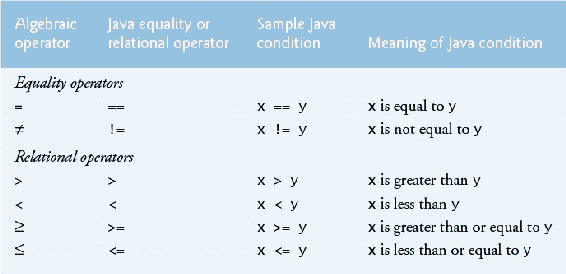 Algebraic operator Java equality or relational operator Sample Java condition Meaning of Java condition
Equality operators
= == x == y x is equal to y
≠ != x != y x is not equal to y
Relational operators
> > x > y x is greater than y
< < x < y x is less than y
≥ >= x >= y x is greater than or equal to y
≤ <= x <= y x is less than or equal to y